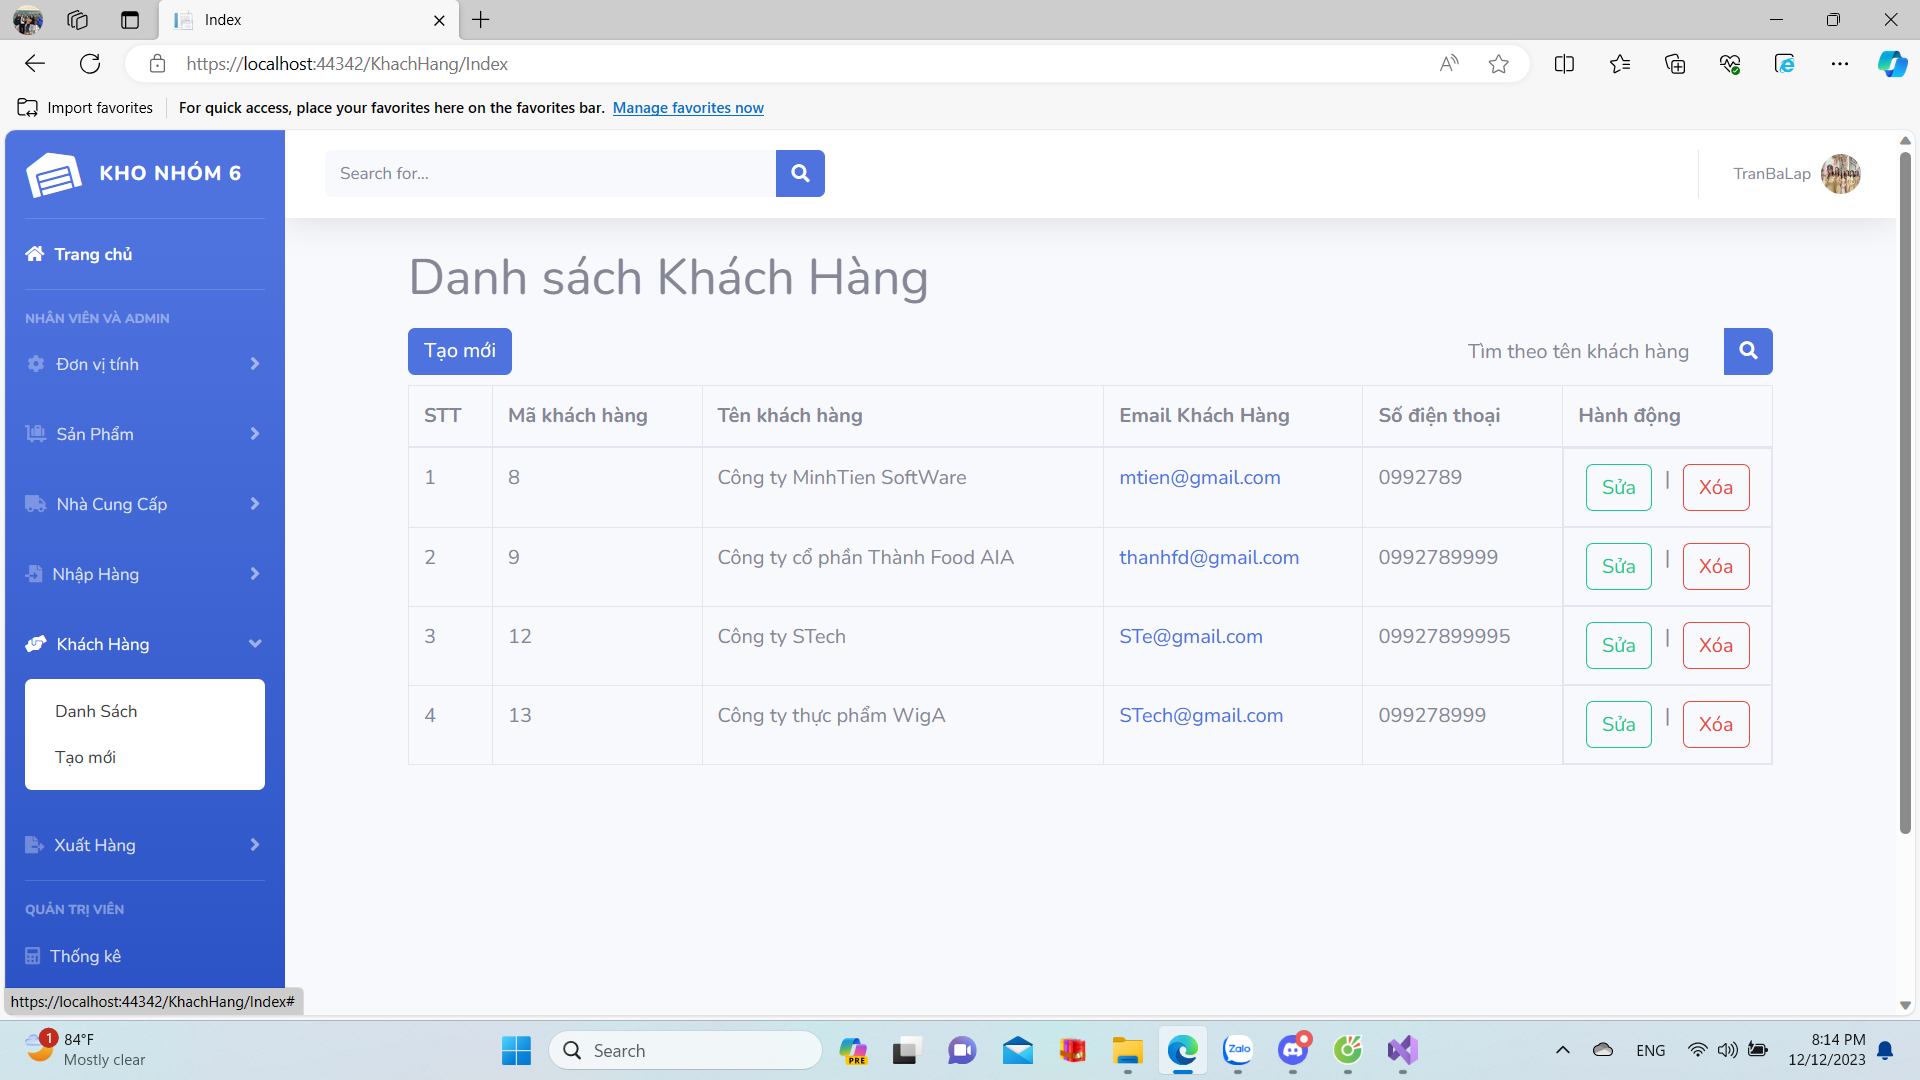 Index
https://localhost:44342/KhachHang/Index
Import favorites
For quick access, place your favorites here on the favorites bar. Manage favorites now
KHO NHÓM 6
Search for...
TranBaLap
Trang chủ
NHÂN VIÊN VÀ ADMIN
Đơn vị tính
Sản Phẩm
Nhà Cung Cấp
Nhập Hàng
Khách Hàng
Danh Sách
Tạo mới
Xuất Hàng
QUẢN TRỊ VIÊN
Thống kê
Danh sách Khách Hàng
Tạo mới
Tìm theo tên khách hàng
STT Mã khách hàng Tên khách hàng Email Khách Hàng Số điện thoại Hành động
1 8 Công ty MinhTien SoftWare mtien@gmail.com 0992789 Sửa | Xóa
2 9 Công ty cổ phần Thành Food AIA thanhfd@gmail.com 0992789999 Sửa | Xóa
3 12 Công ty STech STe@gmail.com 09927899995 Sửa | Xóa
4 13 Công ty thực phẩm WigA STech@gmail.com 099278999 Sửa | Xóa
https://localhost:44342/KhachHang/Index#
1
84°F
Mostly clear
Search
PRE
Zalo
ENG
8:14 PM
12/12/2023